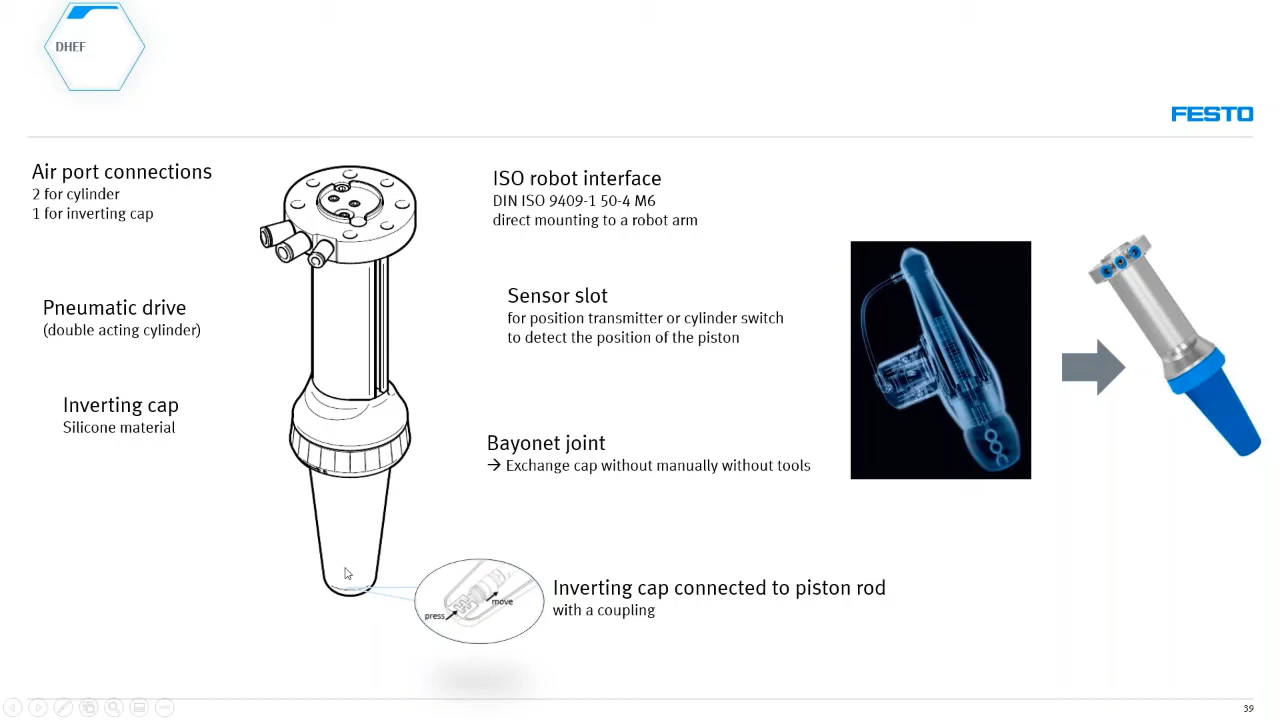 DHEF
FESTO
Air port connections
2 for cylinder
1 for inverting cap
Pneumatic drive
(double acting cylinder)
Inverting cap
Silicone material
ISO robot interface
DIN ISO 9409-1 50-4 M6
direct mounting to a robot arm
Sensor slot
for position transmitter or cylinder switch
to detect the position of the piston
Bayonet joint
→ Exchange cap without manually without tools
press
move
Inverting cap connected to piston rod
with a coupling
39